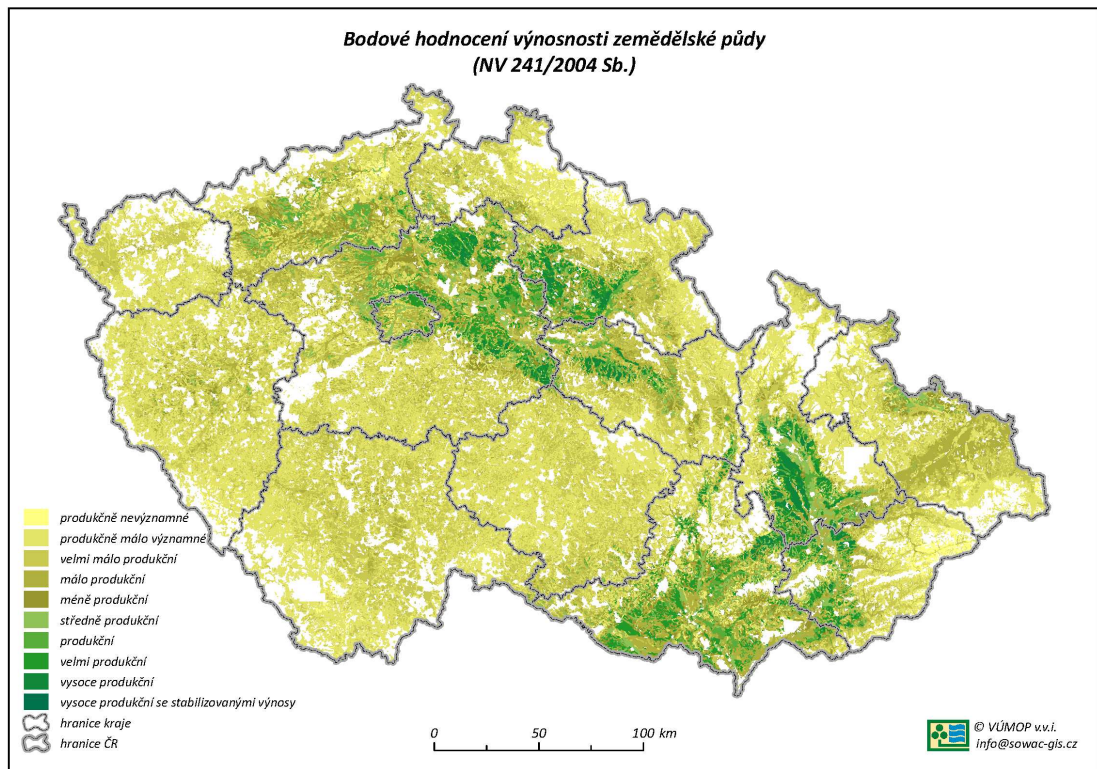 Bodové hodnocení výnosnosti zemědělské půdy
(NV 241/2004 Sb.)
produkčně nevýznamné
produkčně málo významné
velmi málo produkční
málo produkční
méně produkční
středně produkční
produkční
velmi produkční
vysoce produkční
vysoce produkční se stabilizovanými výnosy
hranice kraje
hranice ČR
0 50 100 km
© VÚMOP v.v.i.
info@sowac-gis.cz